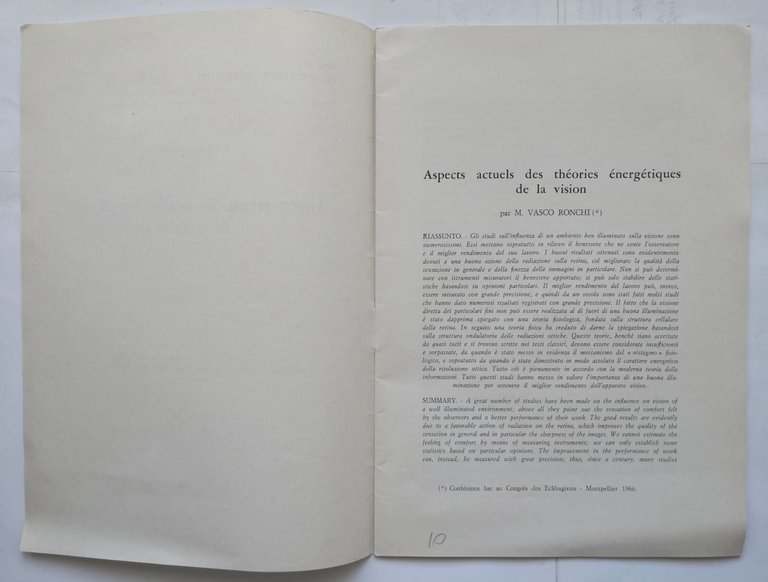 Aspects actuels des théories énergétiques
de la vision
par M. VASCO RONCHI (*)
RIASSUNTO. - Gli studi sull'influenza di un ambiente ben illuminato sulla visione sono
numerosissimi. Essi mettono sopratutto in rilievo il benessere che ne sente l'osservatore
e il miglior rendimento del suo lavoro. I buoni risultati ottenuti sono evidentemente
dovuti a una buona azione della radiazione sulla retina, col migliorare la qualità della
sensazione in generale e della finezza delle immagini in particolare. Non si può determi-
nare con istrumenti misuratori il benessere apportato; si può solo stabilire delle stati-
stiche basandosi su opinioni particolari. Il miglior rendimento del lavoro può, invece,
essere misurato con grande precisione, e quindi da un secolo sono stati fatti molti studi
che hanno dato numerosi risultati registrati con grande precisione. Il fatto che la visione
diretta dei particolari fini non può essere realizzata al di fuori di una buona illuminazione
è stato dapprima spiegato con una teoria fisiologica, fondata sulla struttura cellulare
della retina. In seguito una teoria fisica ha creduto di darne la spiegazione basandosi
sulla struttura ondulatoria delle radiazioni ottiche. Queste teorie, benchè siano accettate
da quasi tutti e si trovino scritte nei testi classici, devono essere considerate insufficienti
e sorpassate, da quando è stato messo in evidenza il meccanismo del « nistagmo » fisio-
logico, e sopratutto da quando è stato dimostrato in modo assoluto il carattere energetico
della risoluzione ottica. Tutto ciò è pienamente in accordo con la moderna teoria delle
informazioni. Tutti questi studi hanno messo in valore l'importanza di una buona illu-
minazione per ottenere il miglior rendimento dell'apparato visivo.
SUMMARY. - A great number of studies have been made on the influence on vision of
a well illuminated environment; above all they point out the sensation of comfort felt
by the observers and a better performance of their work. The good results are evidently
due to a favorable action of radiation on the retina, which improves the quality of the
sensation in general and in particular the sharpness of the images. We cannot estimate the
feeling of comfort by means of measuring instruments; we can only establish some
statistics based on particular opinions. The improvement in the performance of work
can, instead, be measured with great precision; thus, since a century, many studies
(*) Conférence lue au Congrès des Eclêragistes - Montpellier 1966.
10